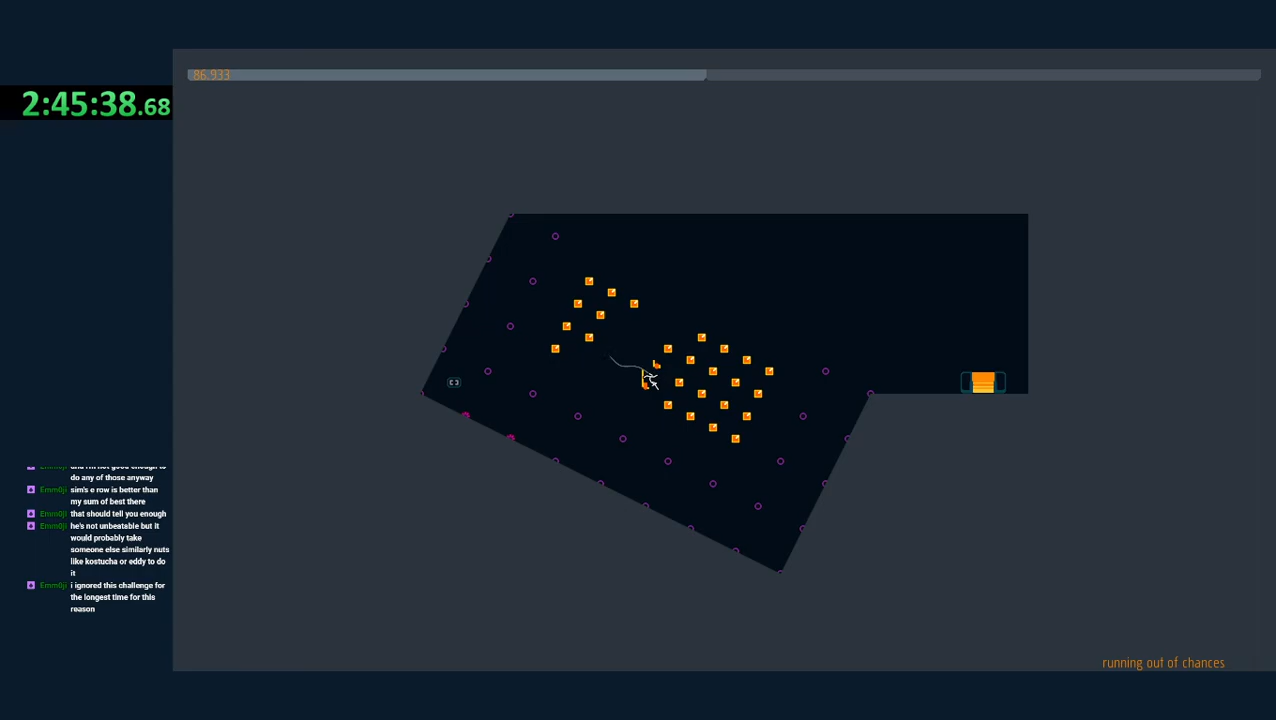 86.933
2:45:38.68
do any of those anyway
Emm0ji sim's e row is better than
my sum of best there
Emm0ji that should tell you enough
Emm0ji he's not unbeatable but it
would probably take
someone else similarly nuts
like kostucha or eddy to do
it
Emm0ji i ignored this challenge for
the longest time for this
reason
running out of chances